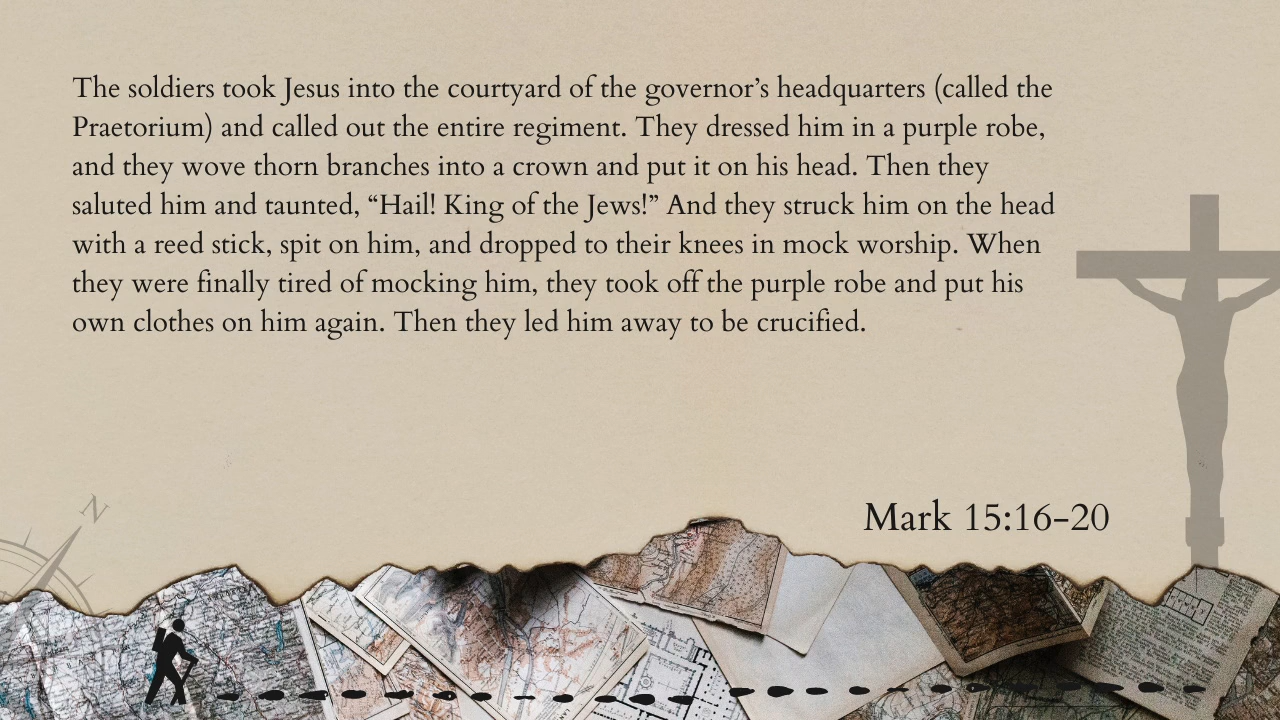 The soldiers took Jesus into the courtyard of the governor’s headquarters (called the
Praetorium) and called out the entire regiment. They dressed him in a purple robe,
and they wove thorn branches into a crown and put it on his head. Then they
saluted him and taunted, “Hail! King of the Jews!” And they struck him on the head
with a reed stick, spit on him, and dropped to their knees in mock worship. When
they were finally tired of mocking him, they took off the purple robe and put his
own clothes on him again. Then they led him away to be crucified.
Mark 15:16-20
N